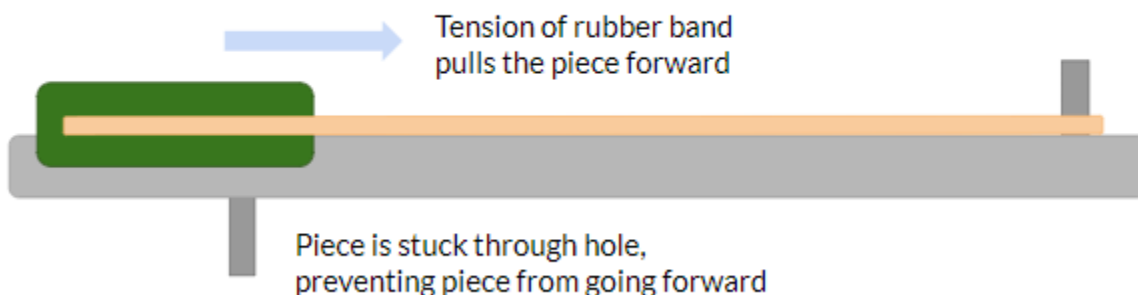 Tension of rubber band
pulls the piece forward
Piece is stuck through hole,
preventing piece from going forward